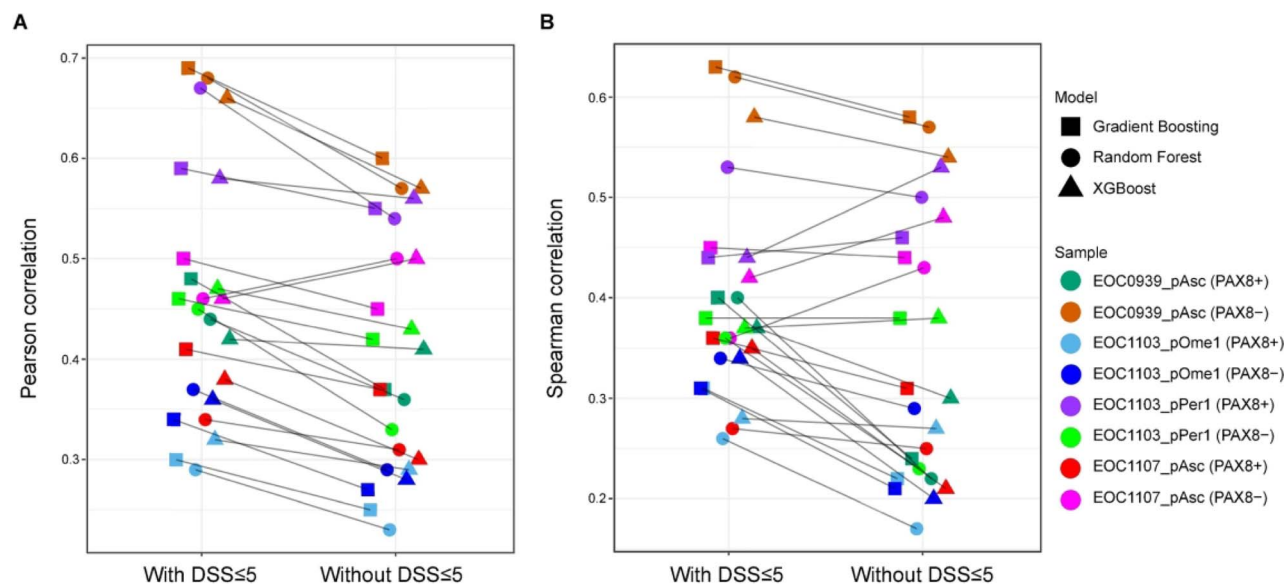 A
Pearson correlation
0.7
0.6
0.5
0.4
0.3
With DSS≤5
Without DSS≤5
B
Spearman correlation
0.6
0.5
0.4
0.3
0.2
With DSS≤5
Without DSS≤5
Model
Gradient Boosting
Random Forest
XGBoost
Sample
EOC0939_pAsc (PAX8+)
EOC0939_pAsc (PAX8−)
EOC1103_pOme1 (PAX8+)
EOC1103_pOme1 (PAX8−)
EOC1103_pPer1 (PAX8+)
EOC1103_pPer1 (PAX8−)
EOC1107_pAsc (PAX8+)
EOC1107_pAsc (PAX8−)